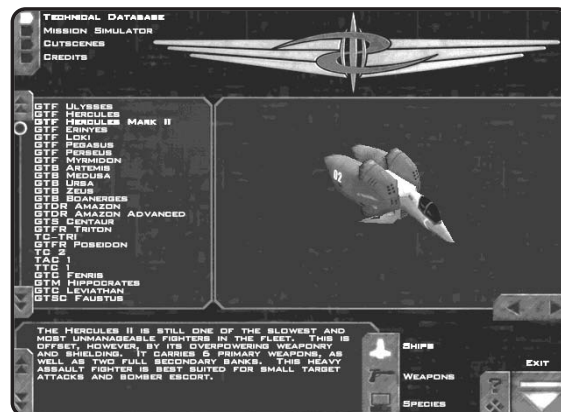 Technical Database
Mission Simulator
Cutscenes
Credits
GTF Ulysses
GTF Hercules
GTF Hercules Mark II
GTF Erinyes
GTF Loki
GTF Pegasus
GTF Perseus
GTF Myrmidon
GTB Artemis
GTB Medusa
GTB Ursa
GTB Zeus
GTB Boanerges
GTDR Amazon
GTDR Amazon Advanced
GTS Centaur
GTFR Triton
TC-TRI
GTFR Poseidon
TC 2
TAC 1
TTC 1
GTC Fenris
GTM Hippocrates
GTC Leviathan
GTSC Faustus
02
The Hercules II is still one of the slowest and
most unmanageable fighters in the fleet. This is
offset, however, by its overpowering weaponry
and shielding. It carries 6 primary weapons, as
well as two full secondary banks. This heavy
assault fighter is best suited for small target
attacks and bomber escort.
Ships
Weapons
Species
Exit
?